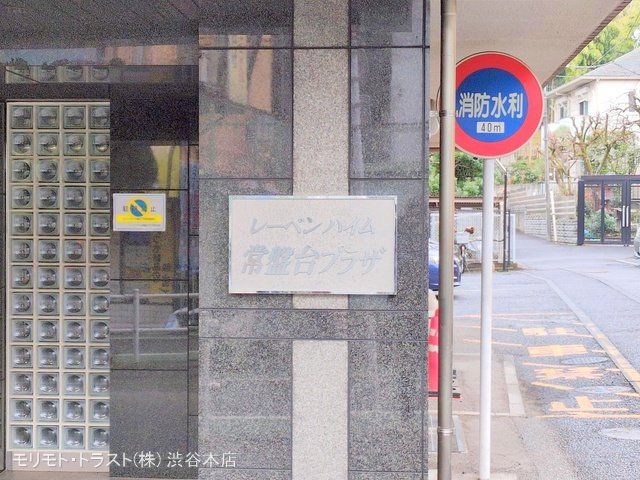 レーベンハイム
常盤台プラザ
消防水利
40m
モリモト・トラスト(株) 渋谷本店